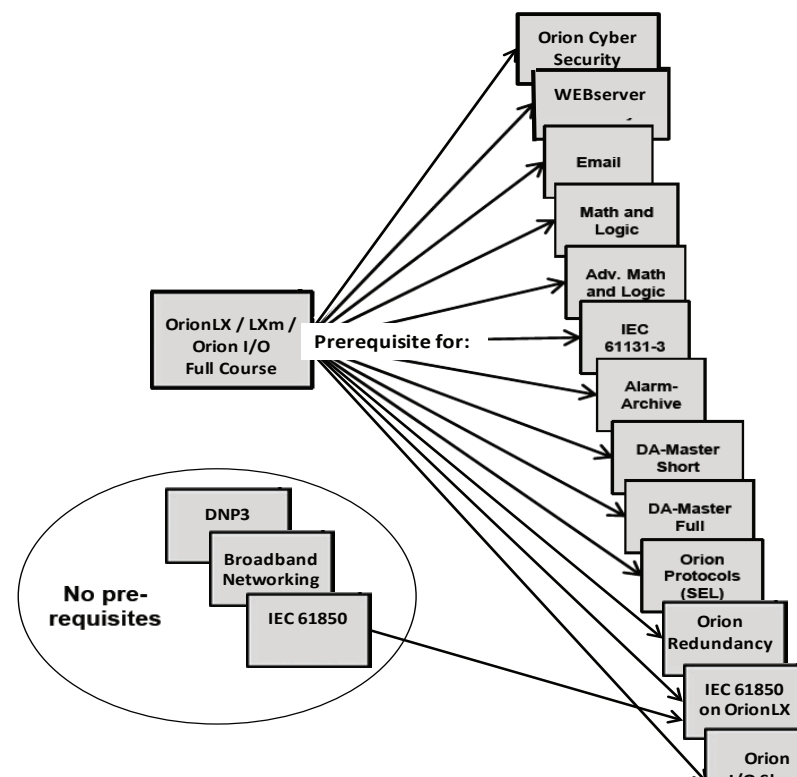 Orion Cyber
Security
WEBserver
Email
Math and
Logic
Adv. Math
and Logic
OrionLX / LXm /
Orion I/O
Full Course
Prerequisite for:
IEC
61131-3
Alarm-
Archive
DA-Master
Short
DA-Master
Full
Orion
Protocols
(SEL)
Orion
Redundancy
IEC 61850
on OrionLX
Orion
DNP3
Broadband
Networking
IEC 61850
No pre-
requisites